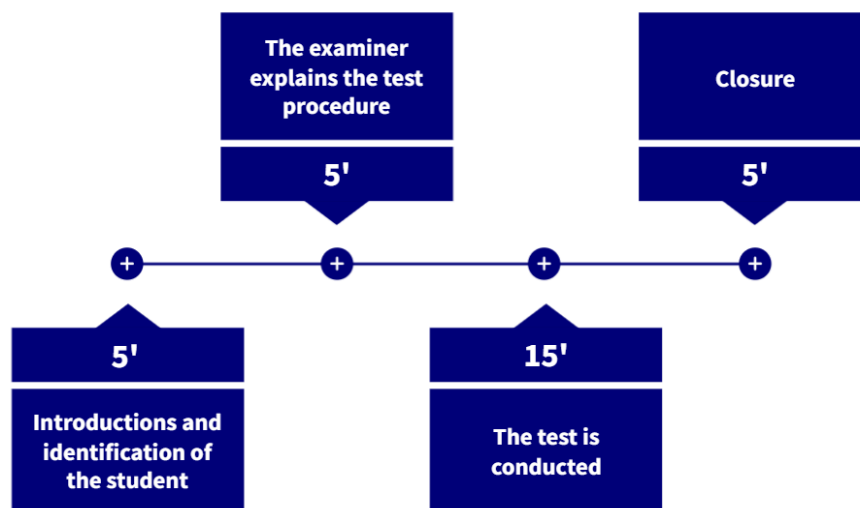 5'
Introductions and
identification of
the student
The examiner
explains the test
procedure
5'
15'
The test is
conducted
Closure
5'